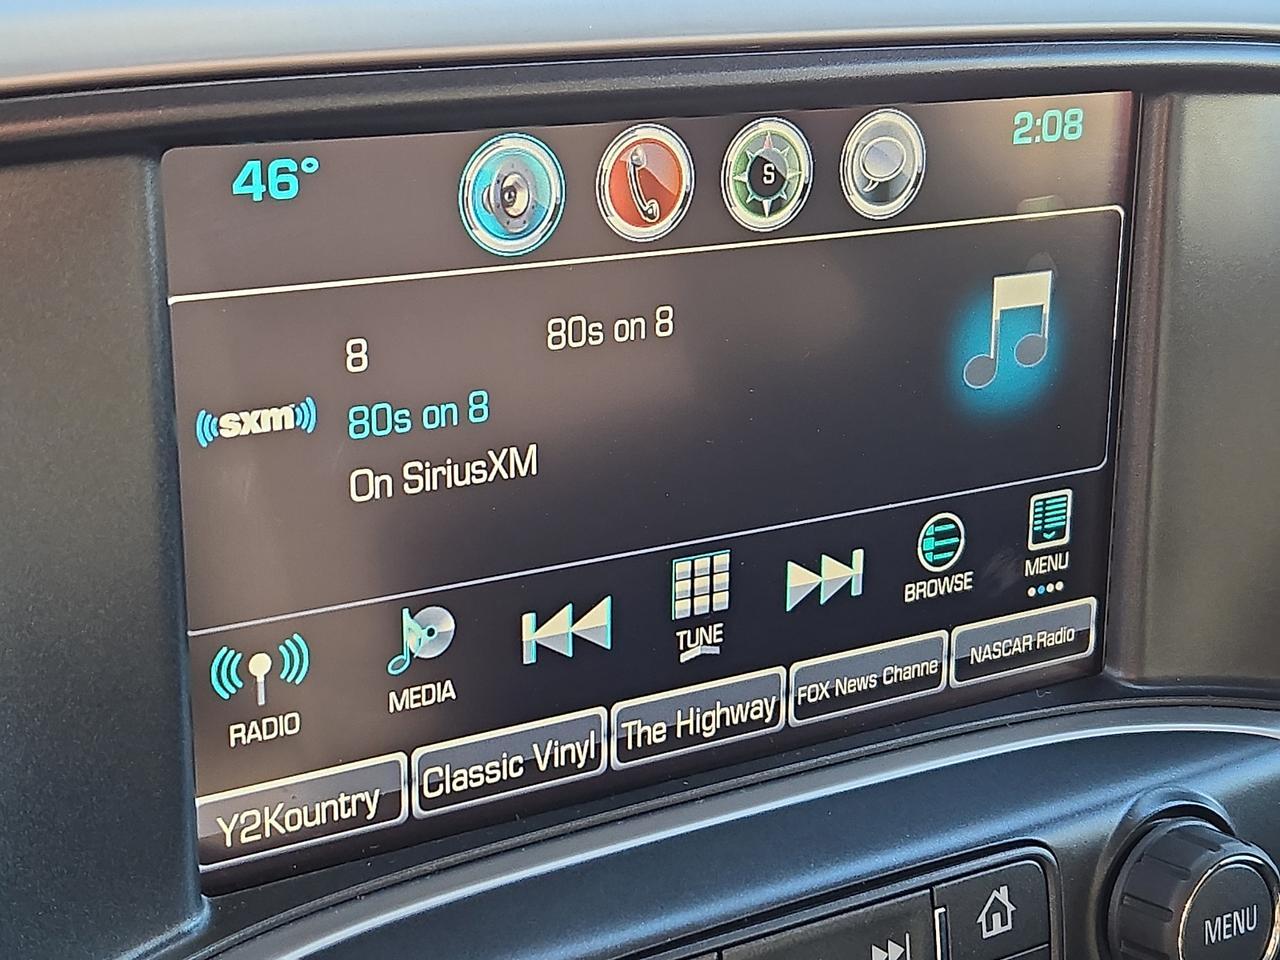 46°
S
2:08
8
80s on 8
sxm
80s on 8
On SiriusXM
RADIO
MEDIA
TUNE
BROWSE
MENU
Y2Kountry
Classic Vinyl
The Highway
FOX News Channe
NASCAR Radio
MENU